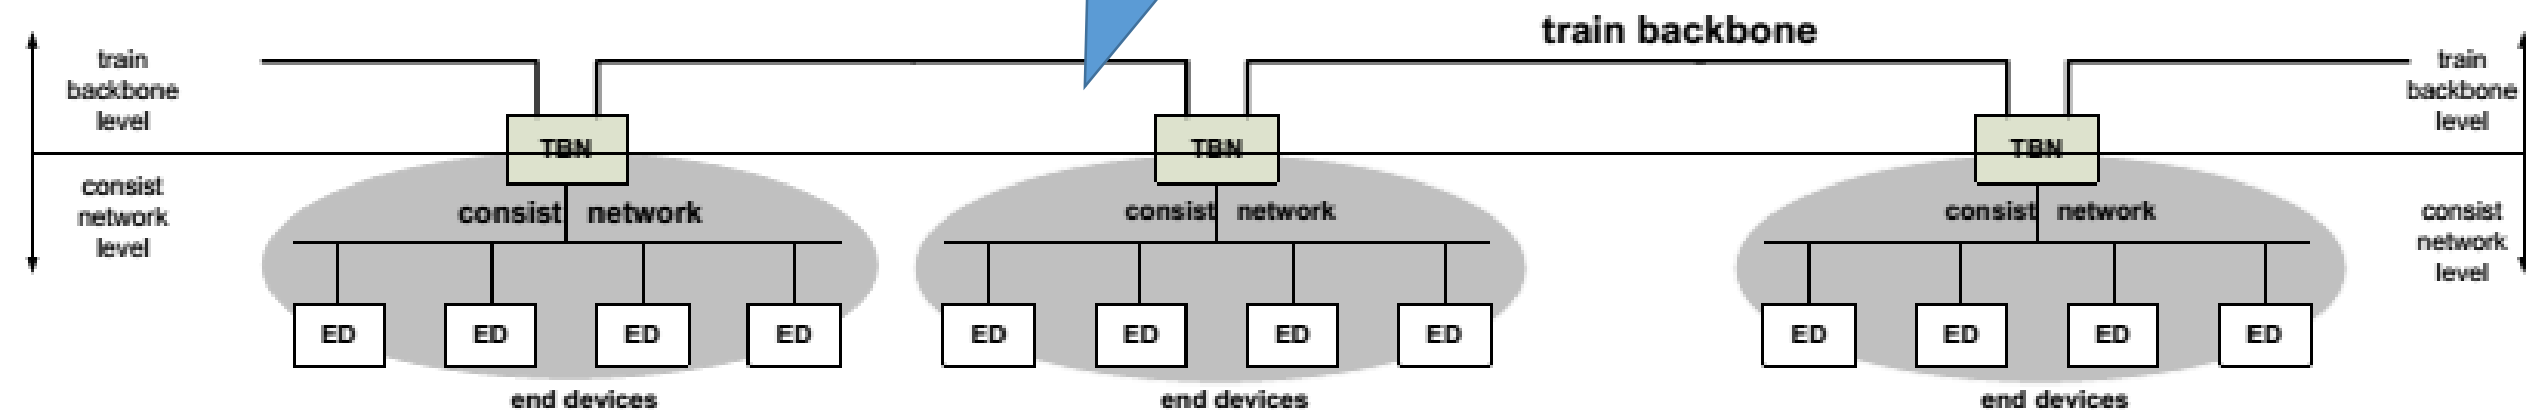 train backbone
train
backbone
level
train
backbone
level
TBN
TBN
TBN
consist
network
level
consist network
consist network
consist network
consist
network
level
ED
ED
ED
ED
ED
ED
ED
ED
ED
ED
ED
ED
end devices
end devices
end devices